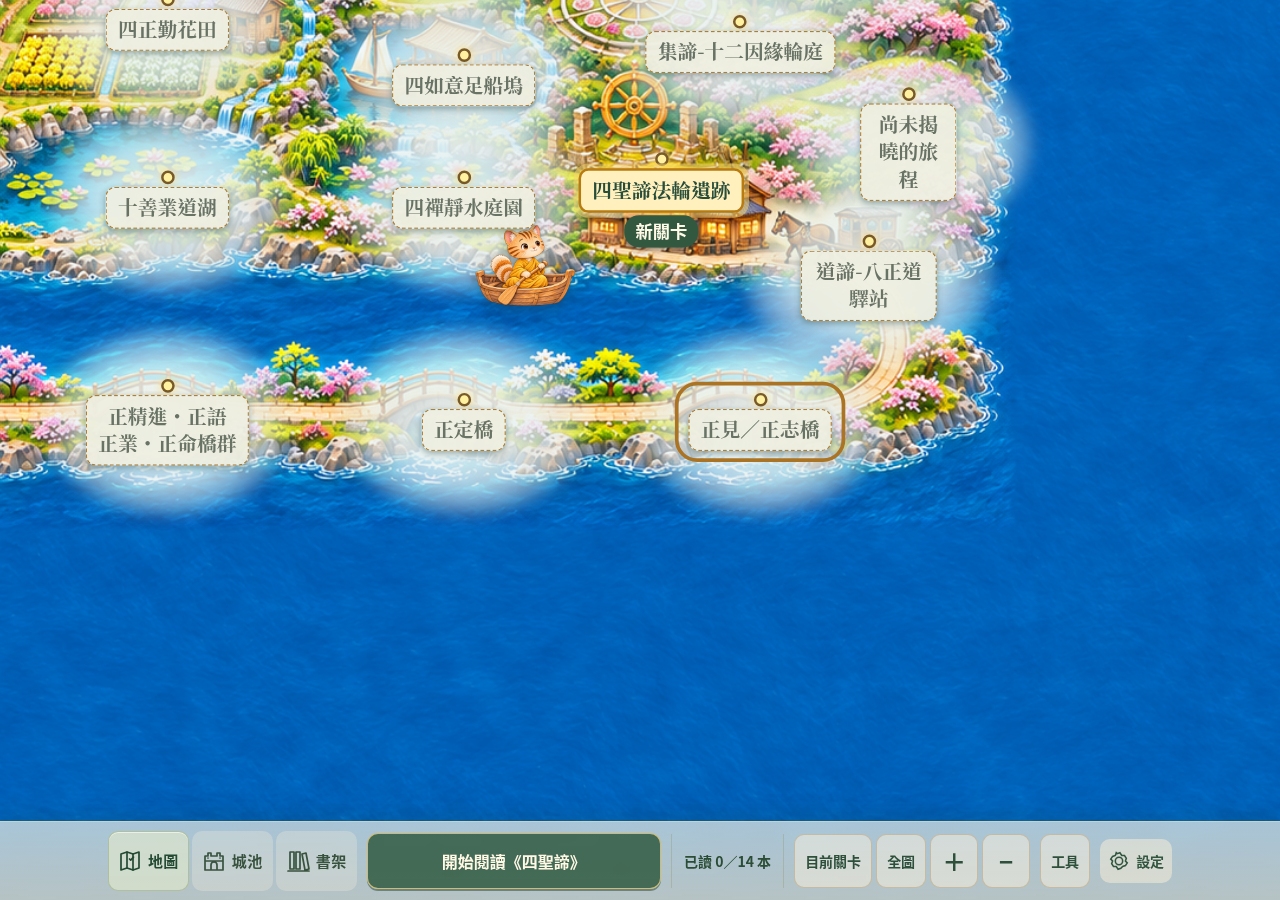 四正勤花田
集諦-十二因緣輪庭
四如意足船塢
尚未揭
曉的旅
程
四聖諦法輪遺跡
新關卡
十善業道湖
四禪靜水庭園
道諦-八正道
驛站
正精進・正語
正業・正命橋群
正定橋
正見／正志橋
地圖
城池
書架
開始閱讀《四聖諦》
已讀 0／14 本
目前關卡
全圖
＋
−
工具
設定